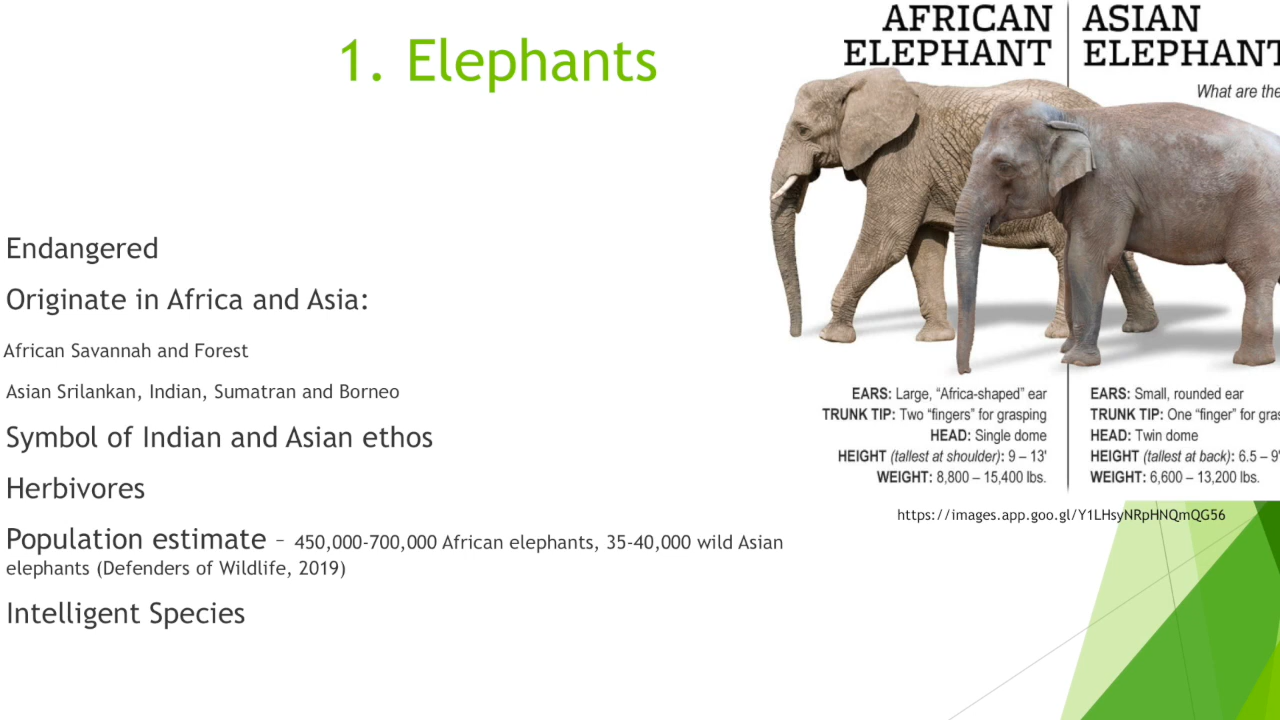 1. Elephants
Endangered
Originate in Africa and Asia:
African Savannah and Forest
Asian Srilankan, Indian, Sumatran and Borneo
Symbol of Indian and Asian ethos
Herbivores
Population estimate – 450,000-700,000 African elephants, 35-40,000 wild Asian
elephants (Defenders of Wildlife, 2019)
Intelligent Species
AFRICAN
ELEPHANT
EARS: Large, “Africa-shaped” ear
TRUNK TIP: Two “fingers” for grasping
HEAD: Single dome
HEIGHT (tallest at shoulder): 9 – 13'
WEIGHT: 8,800 – 15,400 lbs.
ASIAN
ELEPHANT
What are the
EARS: Small, rounded ear
TRUNK TIP: One “finger” for gras
HEAD: Twin dome
HEIGHT (tallest at back): 6.5 – 9'
WEIGHT: 6,600 – 13,200 lbs.
https://images.app.goo.gl/Y1LHsyNRpHNQmQG56